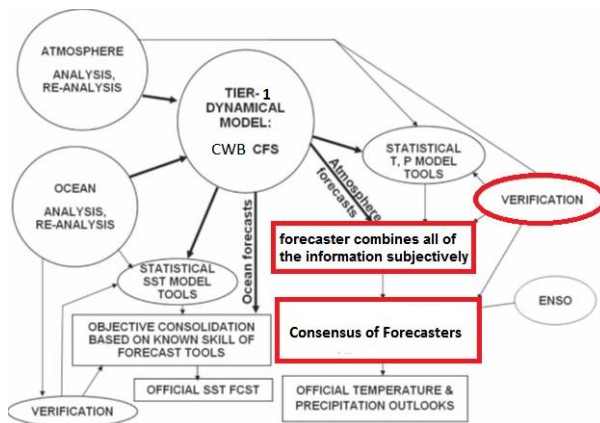 ATMOSPHERE
ANALYSIS,
RE-ANALYSIS
TIER-1
DYNAMICAL
MODEL:
CWB CFS
STATISTICAL
T, P MODEL
TOOLS
OCEAN
ANALYSIS,
RE-ANALYSIS
Atmosphere
forecasts
VERIFICATION
forecaster combines all of
the information subjectively
Ocean forecasts
STATISTICAL
SST MODEL
TOOLS
ENSO
OBJECTIVE CONSOLIDATION
BASED ON KNOWN SKILL OF
FORECAST TOOLS
Consensus of Forecasters
OFFICIAL SST FCST
OFFICIAL TEMPERATURE &
PRECIPITATION OUTLOOKS
VERIFICATION